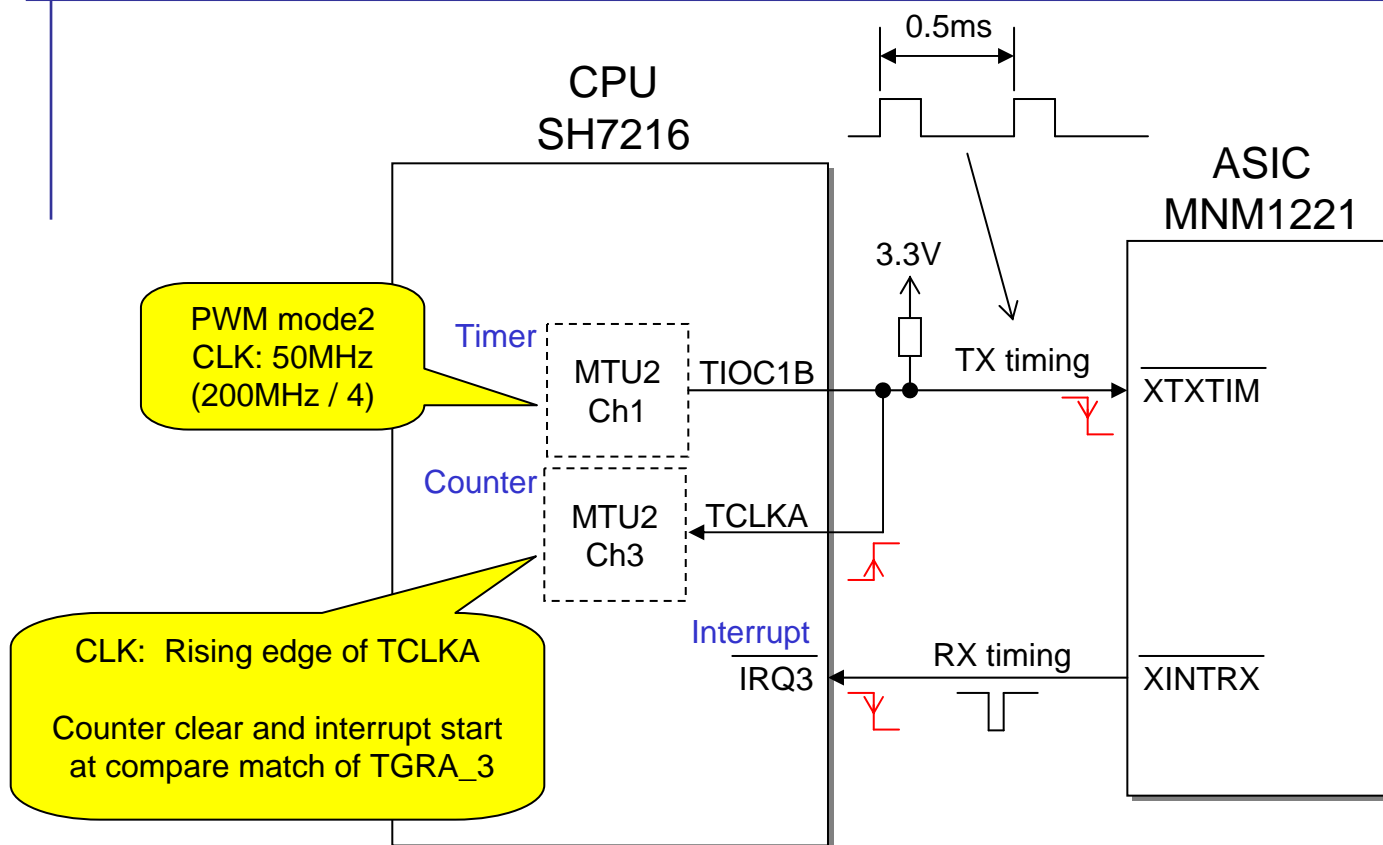 0.5ms
CPU
SH7216
ASIC
MNM1221
3.3V
PWM mode2
CLK: 50MHz
(200MHz / 4)
Timer
MTU2
Ch1
TIOC1B
TX timing
XTXTIM
Counter
MTU2
Ch3
TCLKA
CLK: Rising edge of TCLKA
Counter clear and interrupt start
at compare match of TGRA_3
Interrupt
IRQ3
RX timing
XINTRX